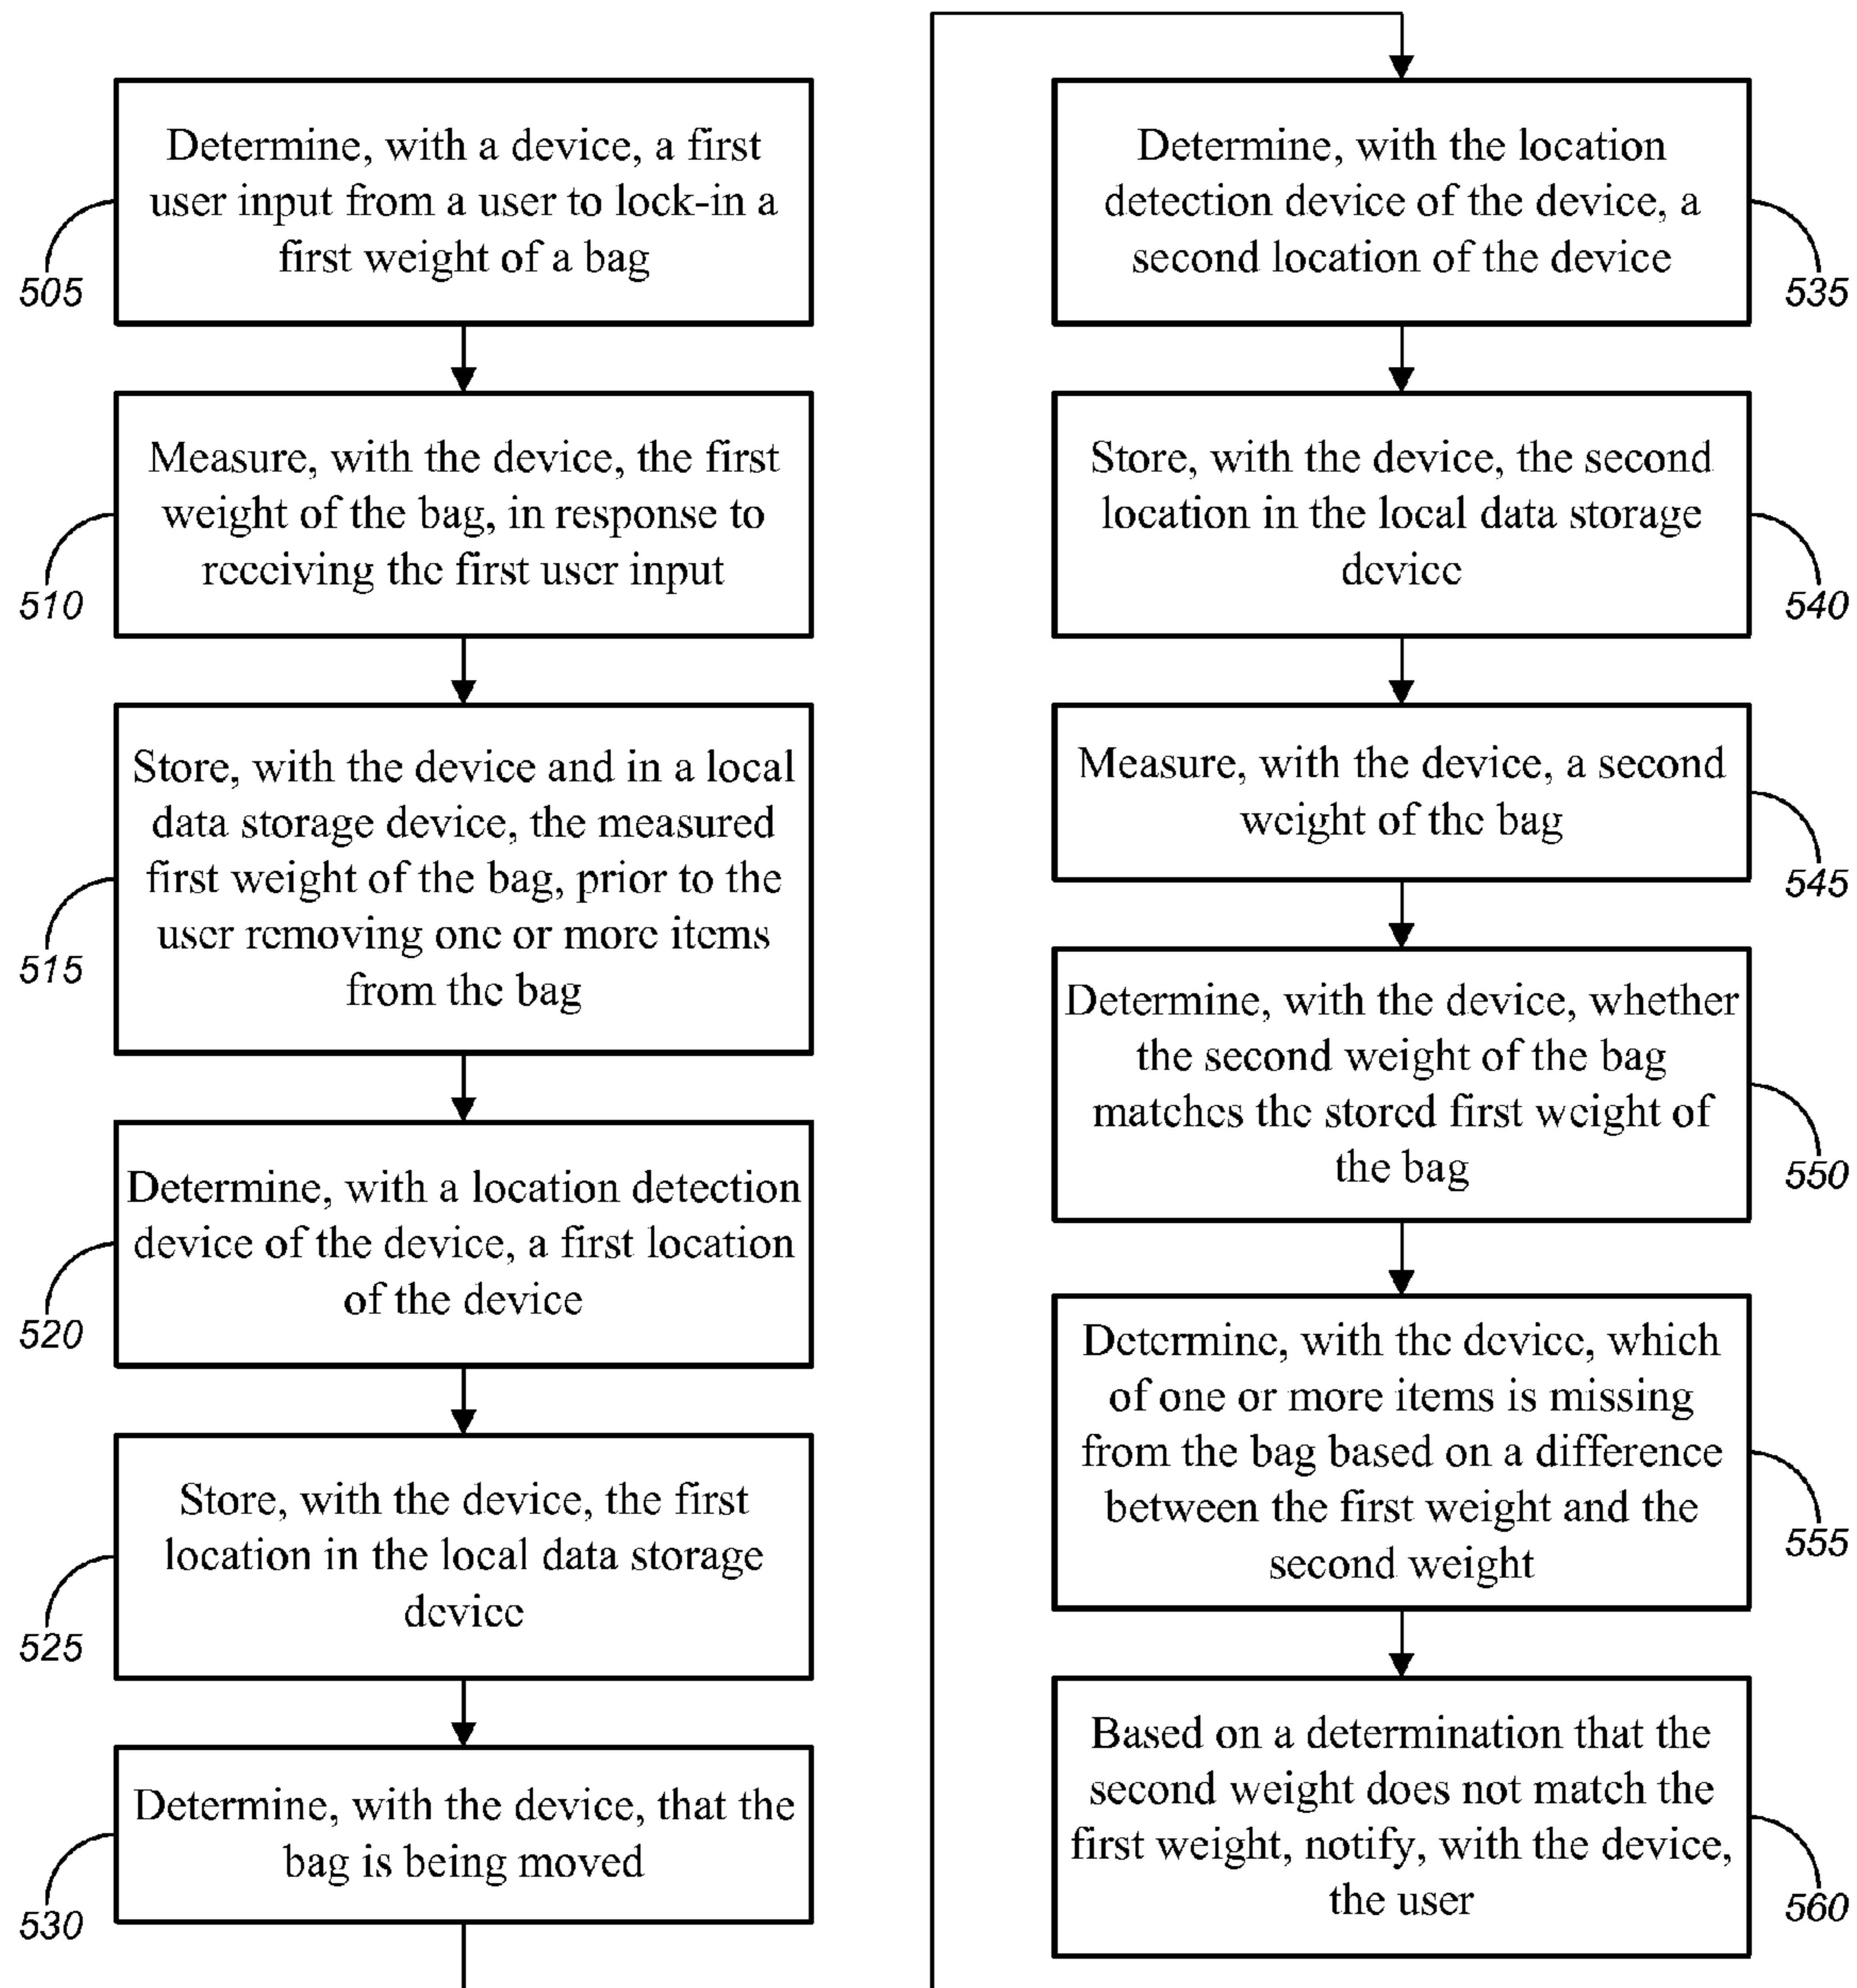 Determine, with a device, a first
user input from a user to lock-in a
first weight of a bag
505
Measure, with the device, the first
weight of the bag, in response to
receiving the first user input
510
Store, with the device and in a local
data storage device, the measured
first weight of the bag, prior to the
user removing one or more items
from the bag
515
Determine, with a location detection
device of the device, a first location
of the device
520
Store, with the device, the first
location in the local data storage
device
525
Determine, with the device, that the
bag is being moved
530
Determine, with the location
detection device of the device, a
second location of the device
535
Store, with the device, the second
location in the local data storage
device
540
Measure, with the device, a second
weight of the bag
545
Determine, with the device, whether
the second weight of the bag
matches the stored first weight of
the bag
550
Determine, with the device, which
of one or more items is missing
from the bag based on a difference
between the first weight and the
second weight
555
Based on a determination that the
second weight does not match the
first weight, notify, with the device,
the user
560